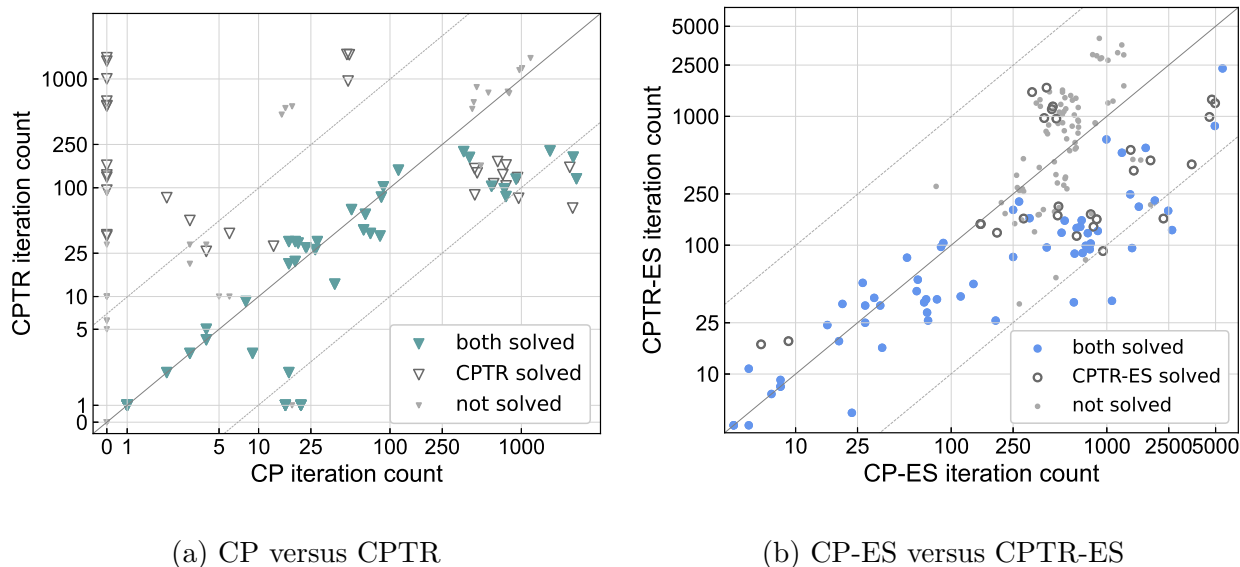 CPTR iteration count
1000
250
100
25
10
5
1
0
both solved
CPTR solved
not solved
0 1 5 10 25 100 250 1000
CP iteration count
(a) CP versus CPTR
CPTR-ES iteration count
5000
2500
1000
250
100
25
10
both solved
CPTR-ES solved
not solved
10 25 100 250 1000 2500 5000
CP-ES iteration count
(b) CP-ES versus CPTR-ES